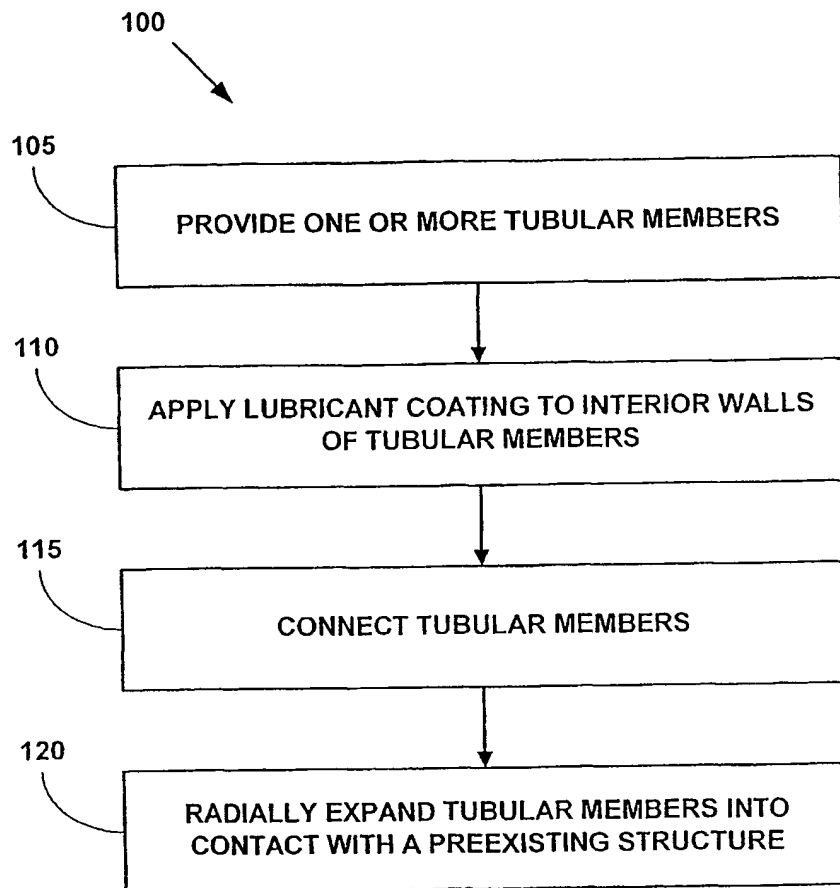 100
105
PROVIDE ONE OR MORE TUBULAR MEMBERS
110
APPLY LUBRICANT COATING TO INTERIOR WALLS
OF TUBULAR MEMBERS
115
CONNECT TUBULAR MEMBERS
120
RADIALLY EXPAND TUBULAR MEMBERS INTO
CONTACT WITH A PREEXISTING STRUCTURE